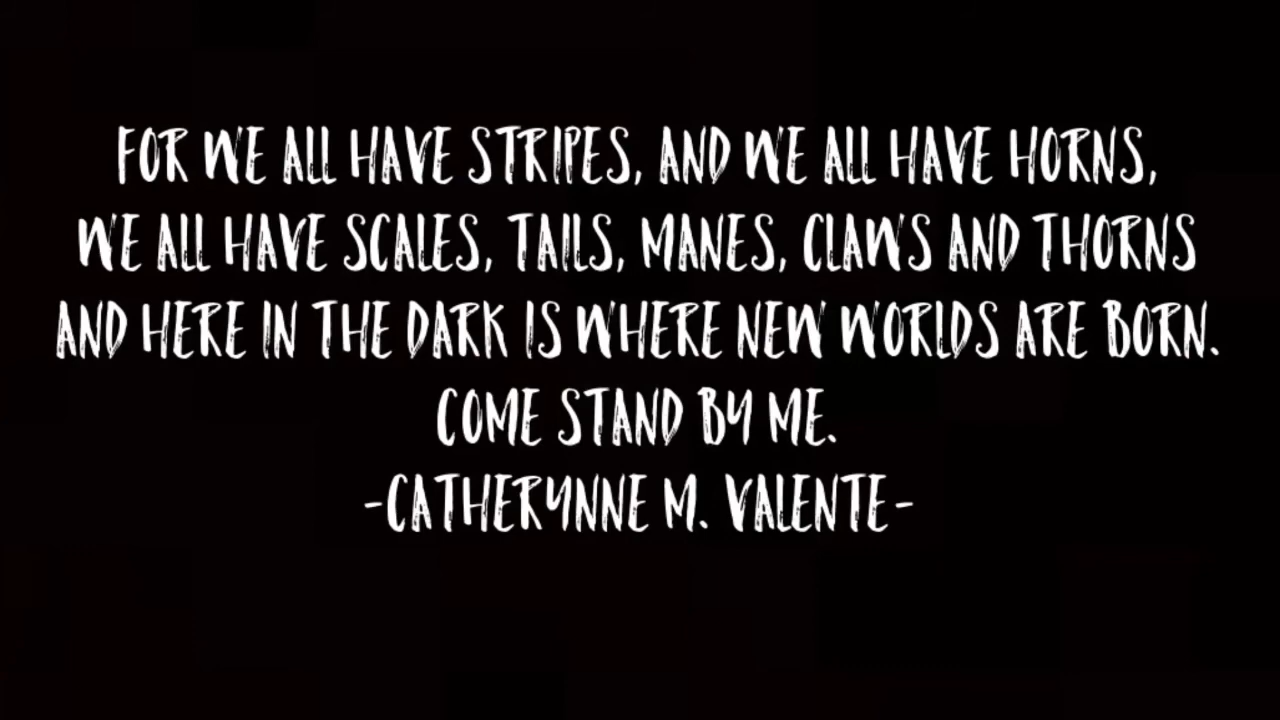 FOR WE ALL HAVE STRIPES, AND WE ALL HAVE HORNS,
WE ALL HAVE SCALES, TAILS, MANES, CLAWS AND THORNS
AND HERE IN THE DARK IS WHERE NEW WORLDS ARE BORN.
COME STAND BY ME.
-CATHERYNNE M. VALENTE-